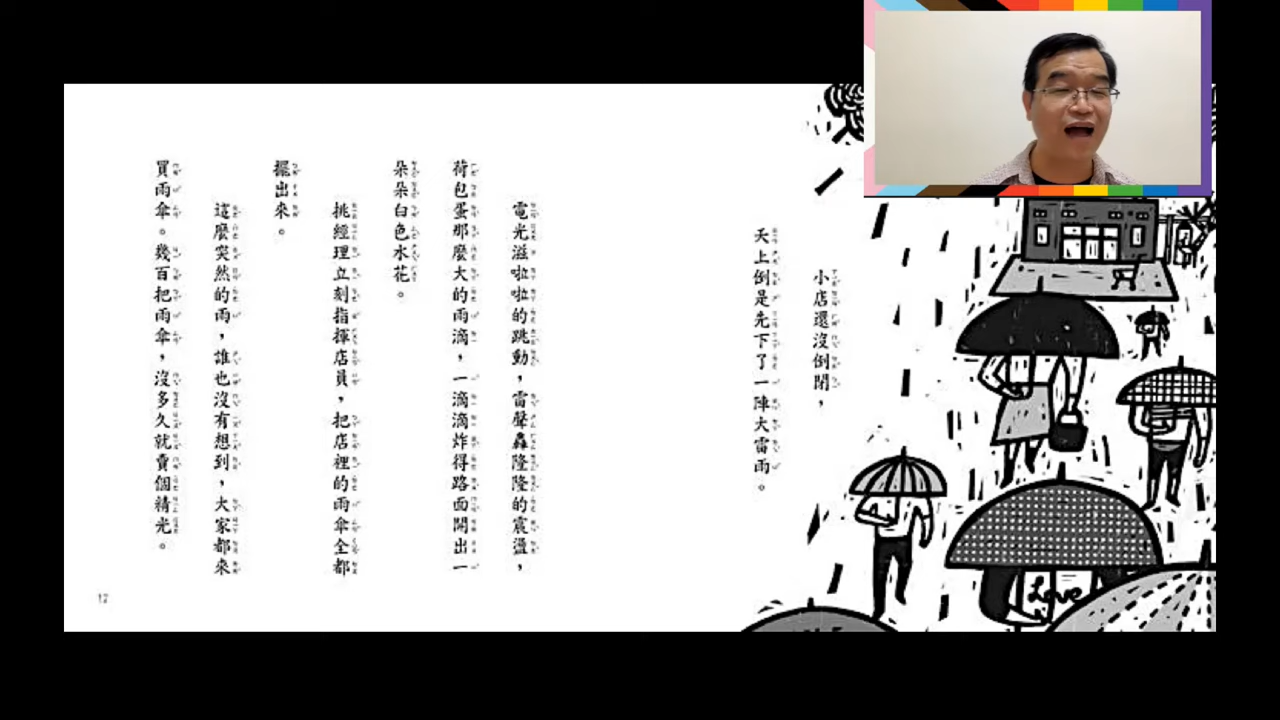 小店還沒倒閉，
天上倒是先下了一陣大雷雨。
電光滋啦啦的跳動，雷聲轟隆隆的震盪，
荷包蛋那麼大的雨滴，一滴滴炸得路面開出一
朵朵白色水花。
挑經理立刻指揮店員，把店裡的雨傘全都
擺出來。
這麼突然的雨，誰也沒有想到，大家都來
買雨傘。幾百把雨傘，沒多久就賣個精光。
12
Love